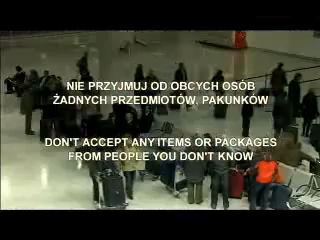 NIE PRZYJMUJ OD OBCYCH OSÓB
ŻADNYCH PRZEDMIOTÓW, PAKUNKÓW
DON'T ACCEPT ANY ITEMS OR PACKAGES
FROM PEOPLE YOU DON'T KNOW